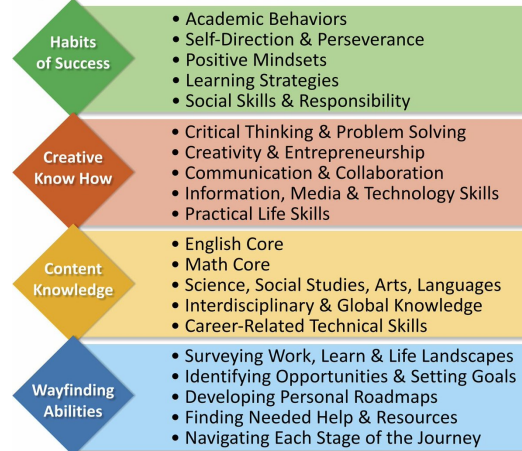 Habits
of Success
• Academic Behaviors
• Self-Direction & Perseverance
• Positive Mindsets
• Learning Strategies
• Social Skills & Responsibility
Creative
Know How
• Critical Thinking & Problem Solving
• Creativity & Entrepreneurship
• Communication & Collaboration
• Information, Media & Technology Skills
• Practical Life Skills
Content
Knowledge
• English Core
• Math Core
• Science, Social Studies, Arts, Languages
• Interdisciplinary & Global Knowledge
• Career-Related Technical Skills
Wayfinding
Abilities
• Surveying Work, Learn & Life Landscapes
• Identifying Opportunities & Setting Goals
• Developing Personal Roadmaps
• Finding Needed Help & Resources
• Navigating Each Stage of the Journey